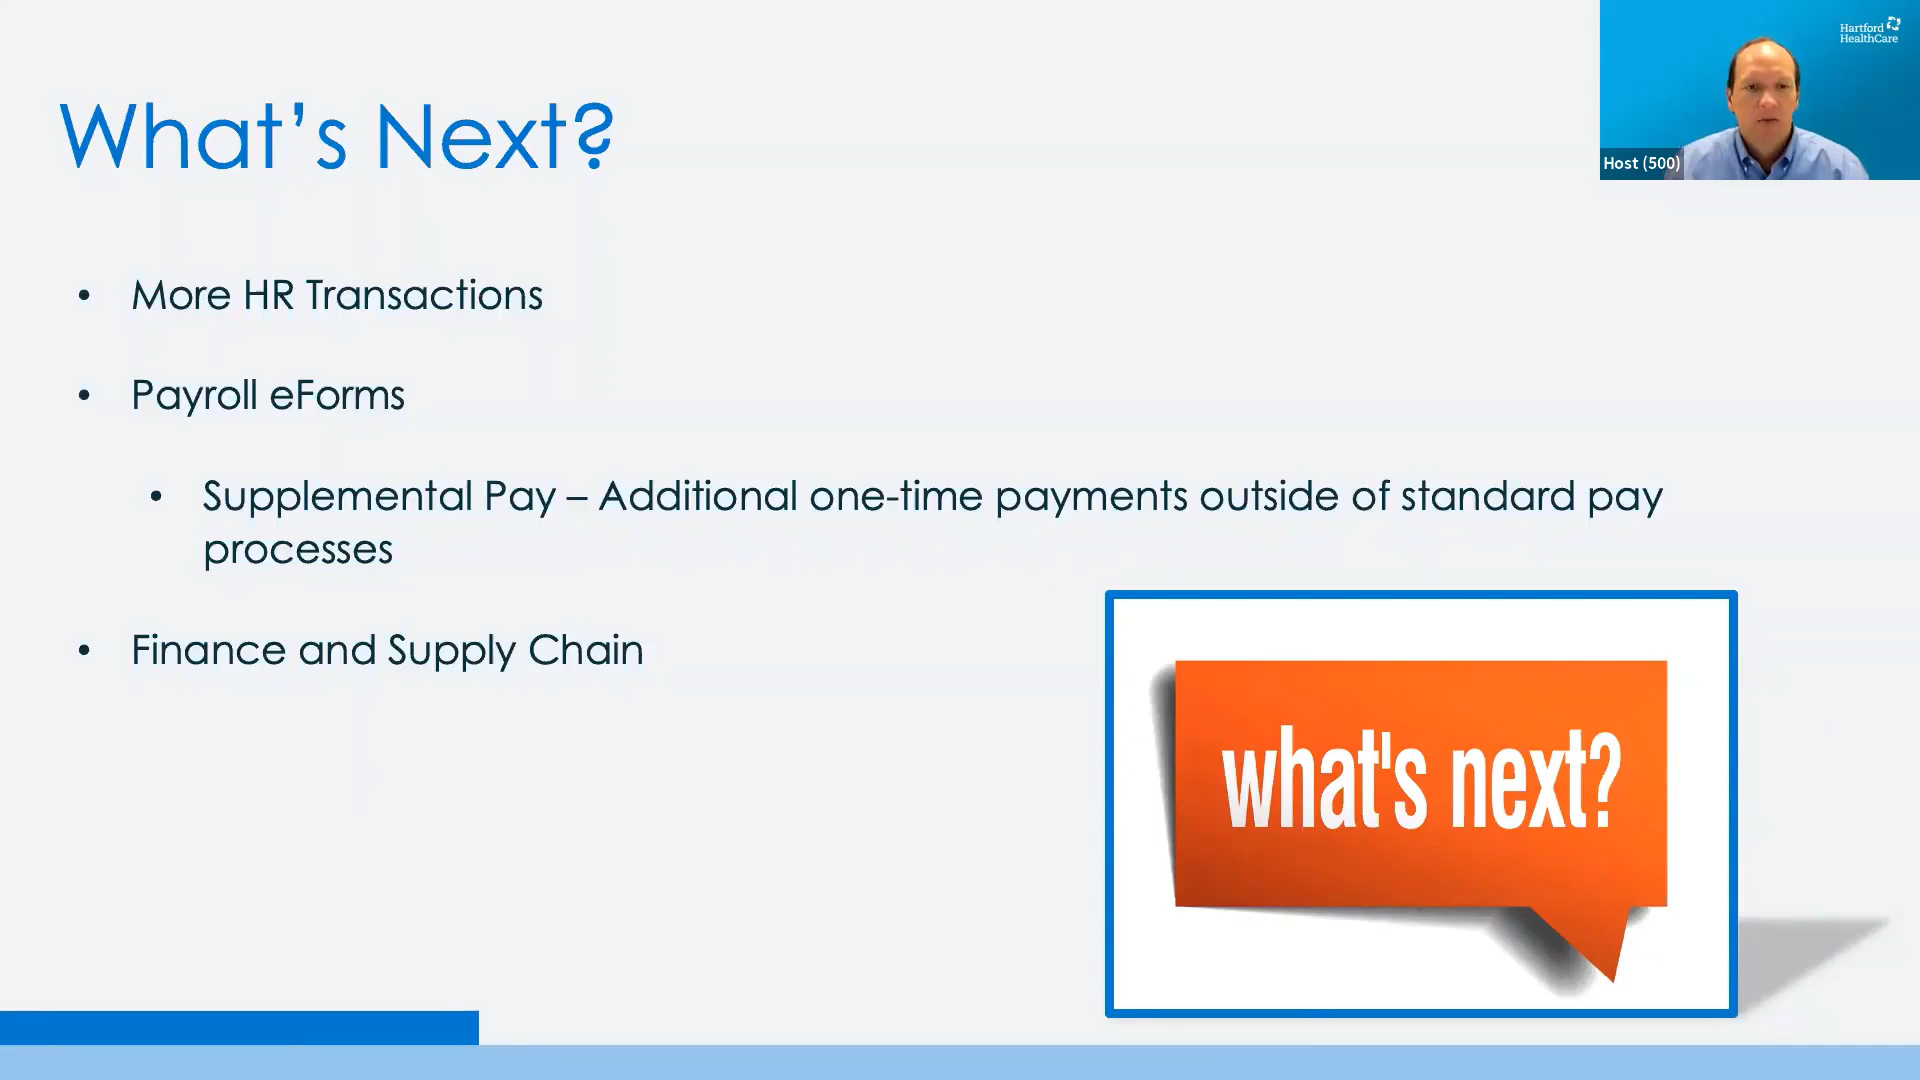 Hartford
HealthCare
Host (500)
What’s Next?
• More HR Transactions
• Payroll eForms
• Supplemental Pay – Additional one-time payments outside of standard pay
processes
• Finance and Supply Chain
what's next?